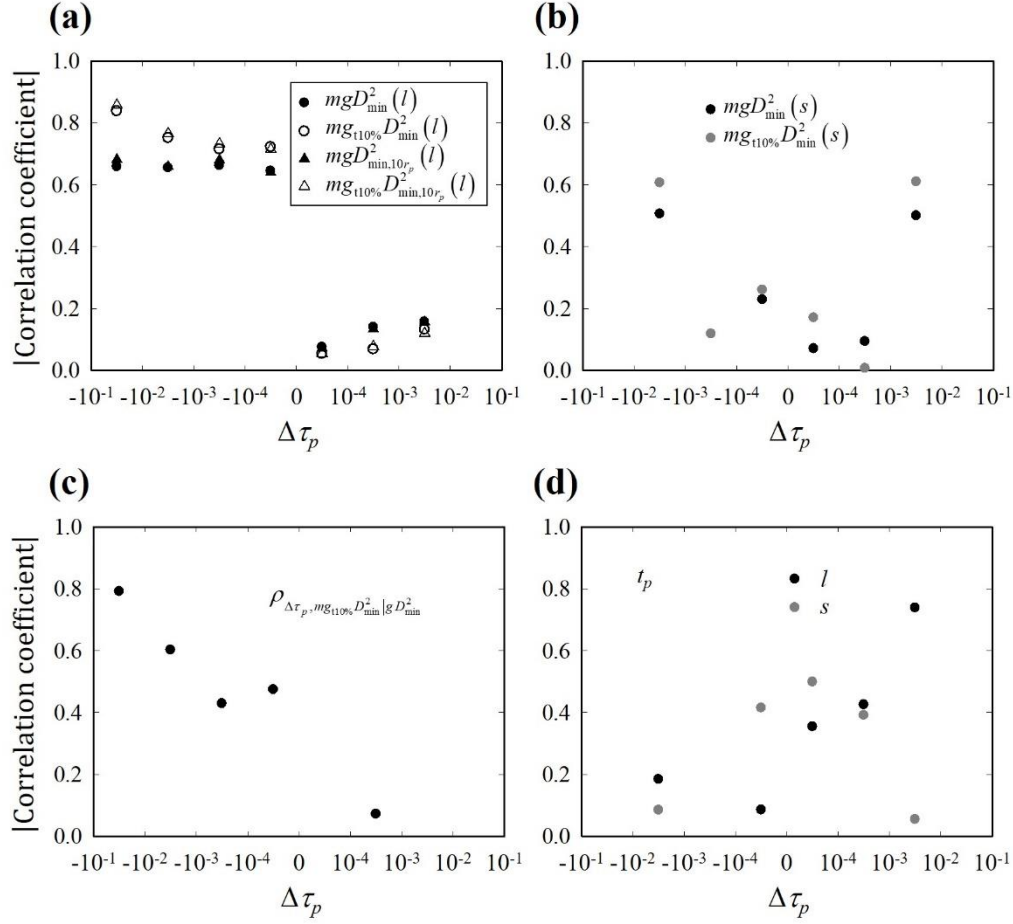 (a)
|Correlation coefficient|
1.0
0.8
0.6
0.4
0.2
0.0
mgD²min(l)
mgt10%D²min(l)
mgD²min,10rp(l)
mgt10%D²min,10rp(l)
-10⁻¹ -10⁻² -10⁻³ -10⁻⁴ 0 10⁻⁴ 10⁻³ 10⁻² 10⁻¹
Δτp
(b)
1.0
0.8
0.6
0.4
0.2
0.0
mgD²min(s)
mgt10%D²min(s)
-10⁻¹ -10⁻² -10⁻³ -10⁻⁴ 0 10⁻⁴ 10⁻³ 10⁻² 10⁻¹
Δτp
(c)
|Correlation coefficient|
1.0
0.8
0.6
0.4
0.2
0.0
ρΔτp,mgt10%D²min|gD²min
-10⁻¹ -10⁻² -10⁻³ -10⁻⁴ 0 10⁻⁴ 10⁻³ 10⁻² 10⁻¹
Δτp
(d)
1.0
0.8
0.6
0.4
0.2
0.0
tp
l
s
-10⁻¹ -10⁻² -10⁻³ -10⁻⁴ 0 10⁻⁴ 10⁻³ 10⁻² 10⁻¹
Δτp